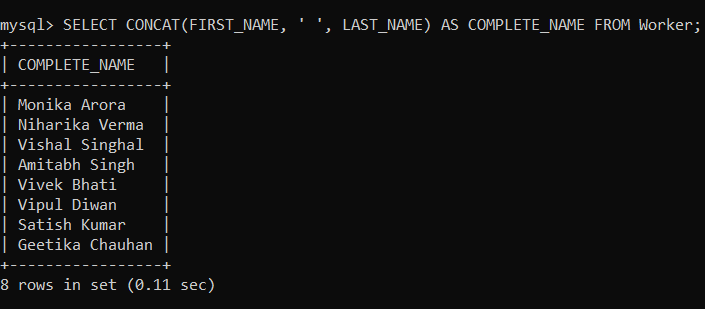 mysql> SELECT CONCAT(FIRST_NAME, ' ', LAST_NAME) AS COMPLETE_NAME FROM Worker;
+-----------------+
| COMPLETE_NAME   |
+-----------------+
| Monika Arora    |
| Niharika Verma  |
| Vishal Singhal  |
| Amitabh Singh   |
| Vivek Bhati     |
| Vipul Diwan     |
| Satish Kumar    |
| Geetika Chauhan |
+-----------------+
8 rows in set (0.11 sec)